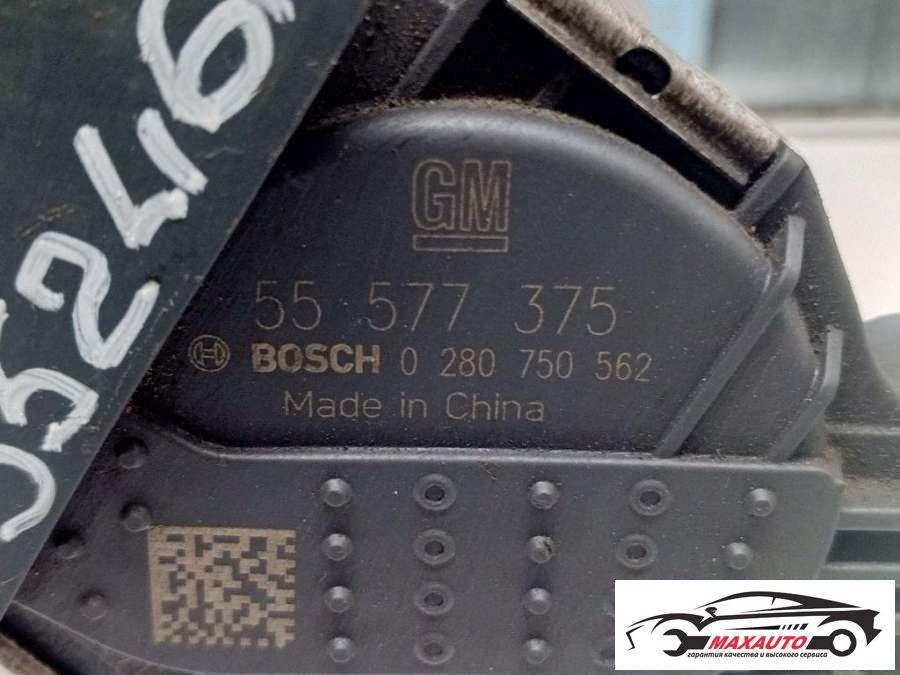 GM
55 577 375
BOSCH 0 280 750 562
Made in China
MAXAUTO
гарантия качества и высокого сервиса